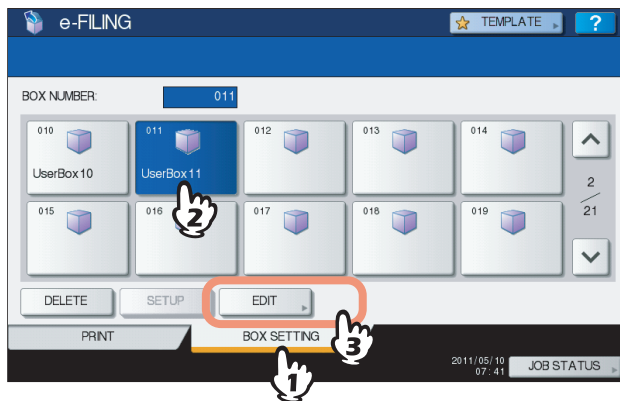 e-FILING
TEMPLATE
?
BOX NUMBER: 011
010 011 012 013 014
UserBox10 UserBox11
2
21
015 016 017 018 019
2
DELETE SETUP EDIT
3
PRINT BOX SETTING
1
2011/05/10
07:41
JOB STATUS